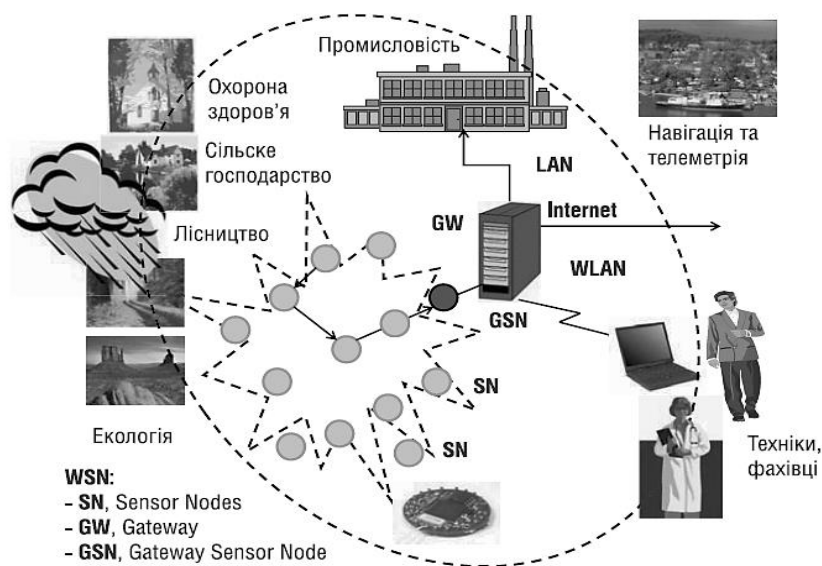 Промисловість
Охорона
здоров'я
Навігація та
телеметрія
Сільське
господарство
LAN
Лісництво
GW
Internet
WLAN
GSN
SN
SN
Екологія
Техніки,
фахівці
WSN:
- SN, Sensor Nodes
- GW, Gateway
- GSN, Gateway Sensor Node